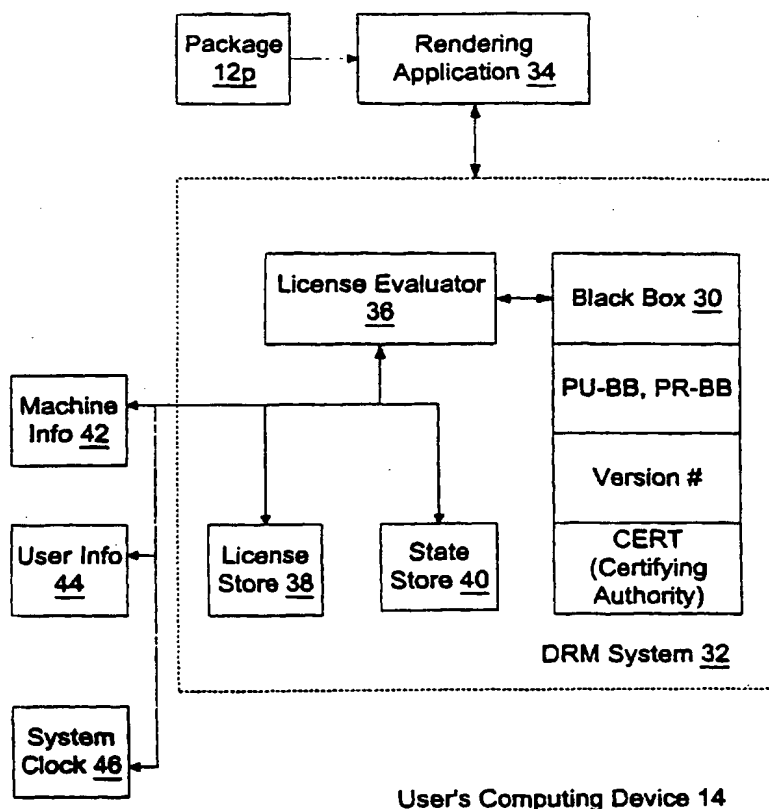 Package
12p
Rendering
Application 34
License Evaluator
36
Black Box 30
PU-BB, PR-BB
Version #
CERT
(Certifying
Authority)
Machine
Info 42
User Info
44
License
Store 38
State
Store 40
DRM System 32
System
Clock 46
User's Computing Device 14